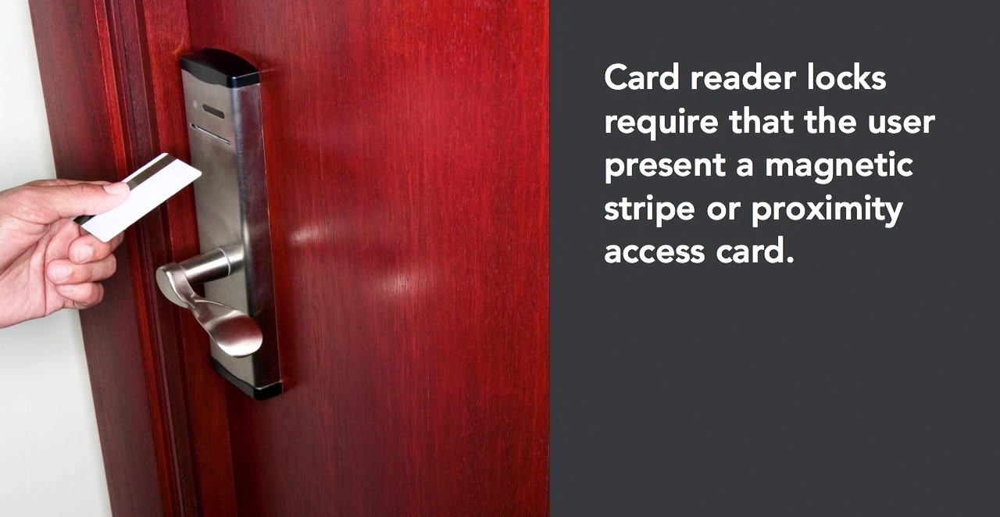 Card reader locks
require that the user
present a magnetic
stripe or proximity
access card.